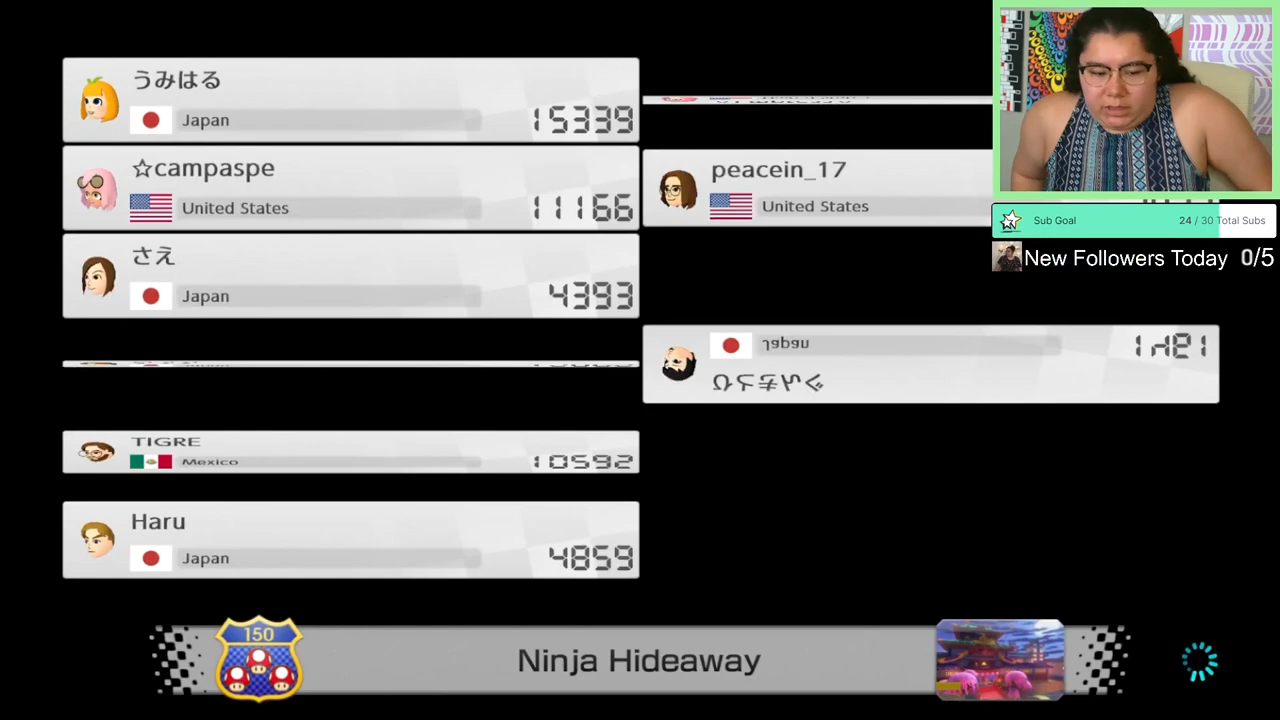 うみはる
Japan
15339
☆campaspe
United States
11166
さえ
Japan
4393
TIGRE
Mexico
10592
Haru
Japan
4859
peacein_17
United States
Japan
Sub Goal
24 / 30 Total Subs
New Followers Today 0/5
150
Ninja Hideaway